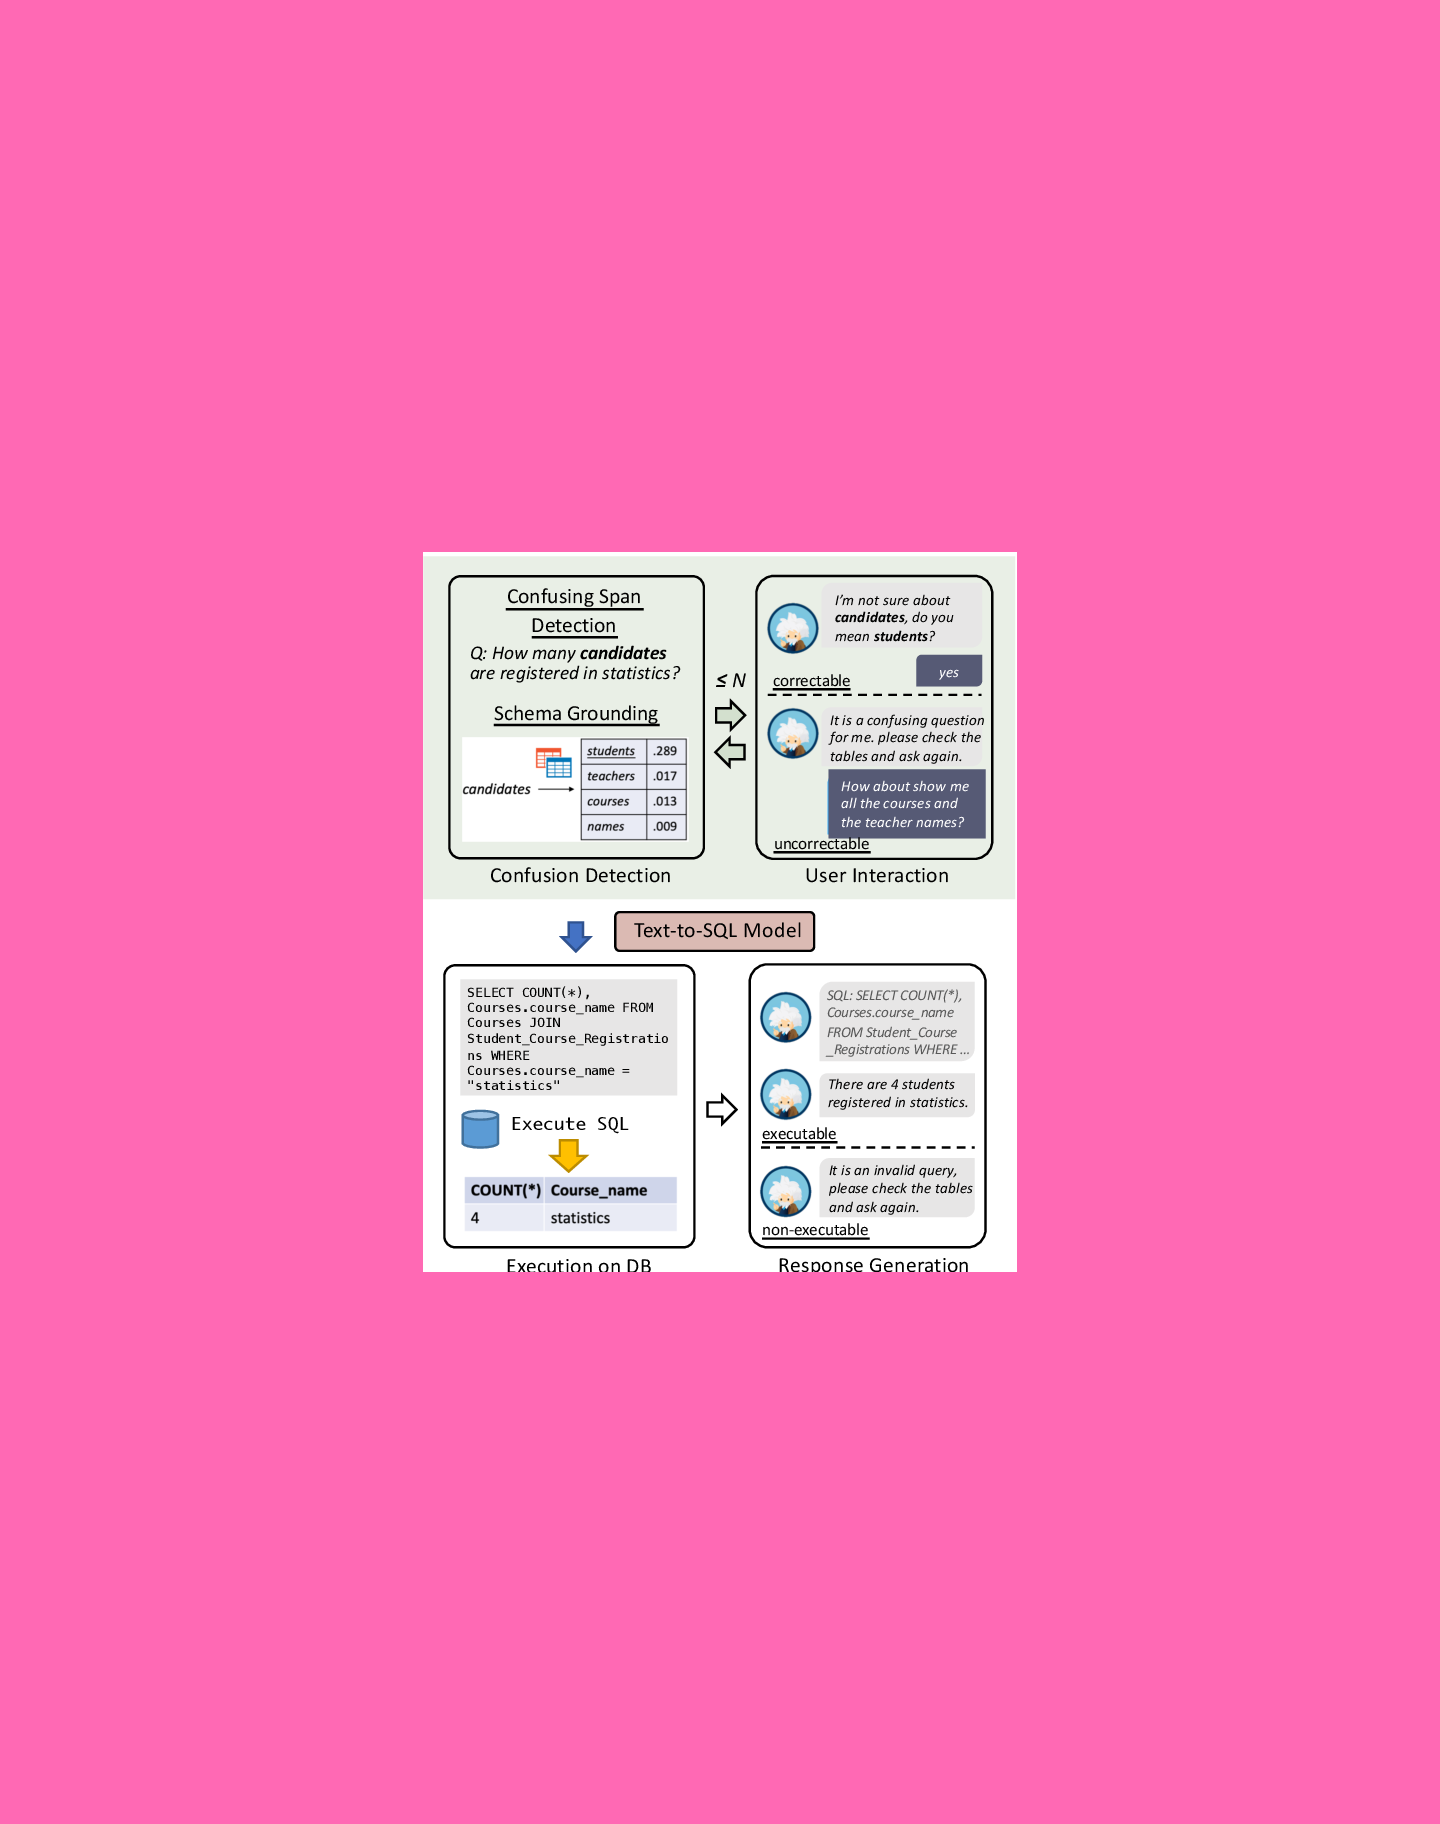 Confusing Span
Detection
Q: How many candidates
are registered in statistics?
Schema Grounding
candidates
students .289
teachers .017
courses .013
names .009
Confusion Detection
≤ N
I'm not sure about
candidates, do you
mean students?
yes
correctable
It is a confusing question
for me. please check the
tables and ask again.
How about show me
all the courses and
the teacher names?
uncorrectable
User Interaction
Text-to-SQL Model
SELECT COUNT(*),
Courses.course_name FROM
Courses JOIN
Student_Course_Registratio
ns WHERE
Courses.course_name =
"statistics"
Execute SQL
COUNT(*) Course_name
4 statistics
Execution on DB
SQL: SELECT COUNT(*),
Courses.course_name
FROM Student_Course
_Registrations WHERE ...
There are 4 students
registered in statistics.
executable
It is an invalid query,
please check the tables
and ask again.
non-executable
Response Generation